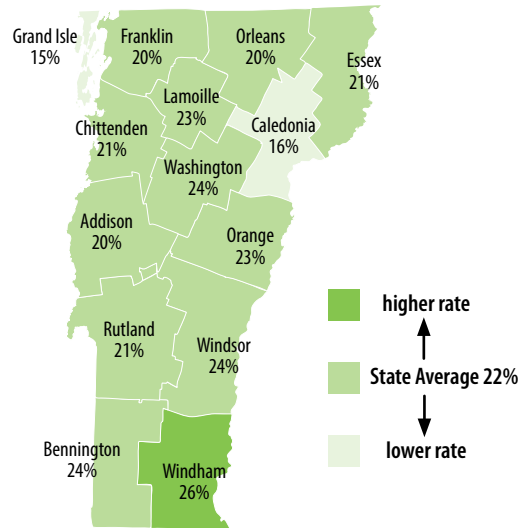 Grand Isle
15%
Franklin
20%
Orleans
20%
Essex
21%
Lamoille
23%
Chittenden
21%
Caledonia
16%
Washington
24%
Addison
20%
Orange
23%
Rutland
21%
Windsor
24%
Bennington
24%
Windham
26%
higher rate
State Average 22%
lower rate